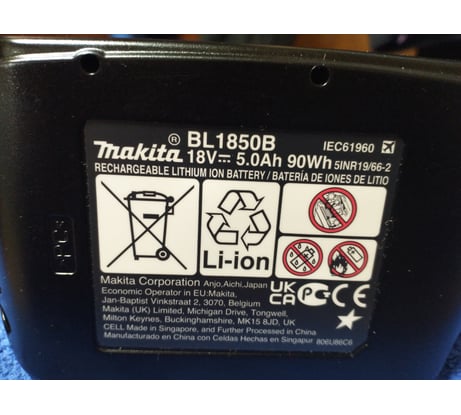 makita® BL1850B IEC61960
18V⎓ 5.0Ah 90Wh 5INR19/66-2
RECHARGEABLE LITHIUM ION BATTERY / BATERÍA DE IONES DE LITIO
Li-ion
Makita Corporation Anjo,Aichi,Japan
Economic Operator in EU:Makita,
Jan-Baptist Vinkstraat 2, 3070, Belgium
Makita (UK) Limited, Michigan Drive, Tongwell,
Milton Keynes, Buckinghamshire, MK15 8JD, UK
CELL Made in Singapore, and Further Processed in China
Manufacturado en China con Celdas Hechas en Singapur 806U86C6
UK
CA
CE